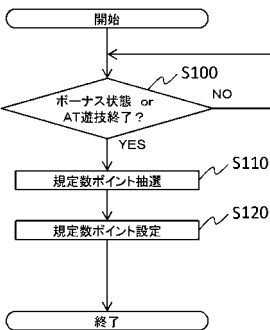 開始
S100
ボーナス状態 or
AT遊技終了？
NO
YES
S110
規定数ポイント抽選
S120
規定数ポイント設定
終了